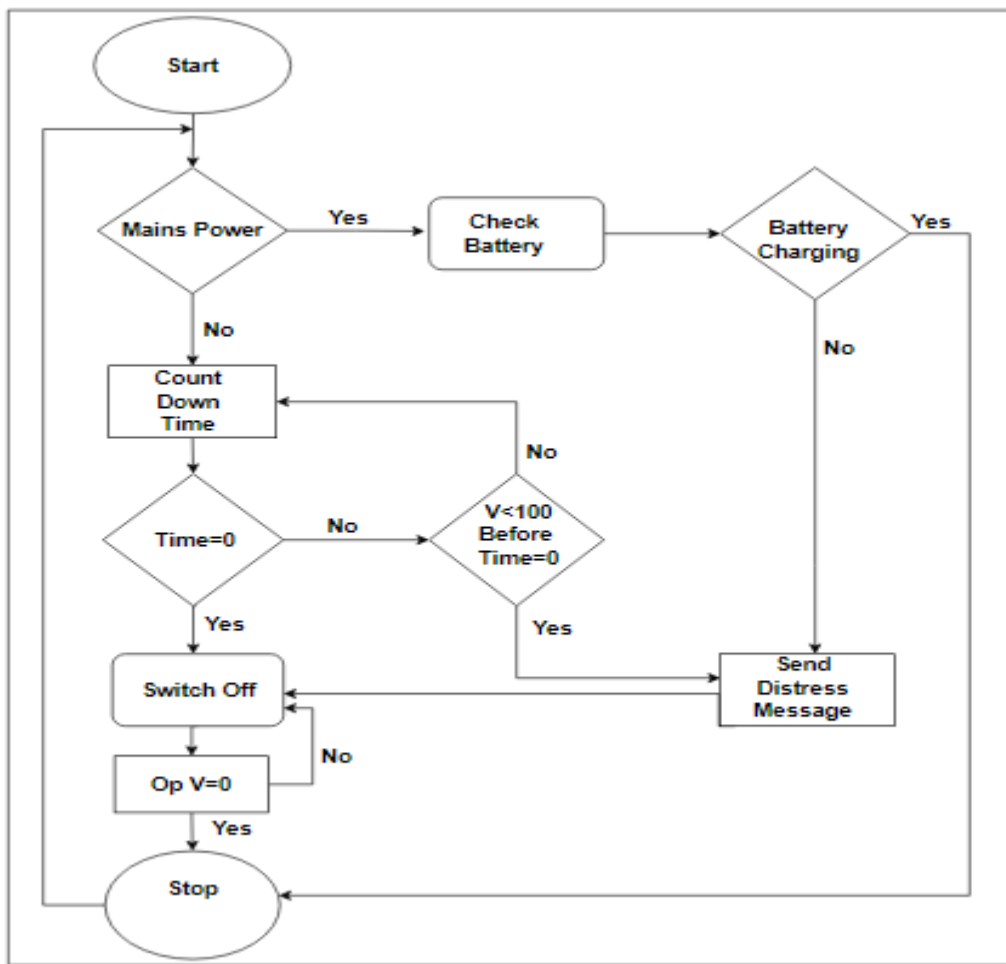 Start
Mains Power
Yes
Check
Battery
Battery
Charging
Yes
No
No
Count
Down
Time
No
Time=0
No
V<100
Before
Time=0
Yes
Yes
Switch Off
Send
Distress
Message
No
Op V=0
Yes
Stop